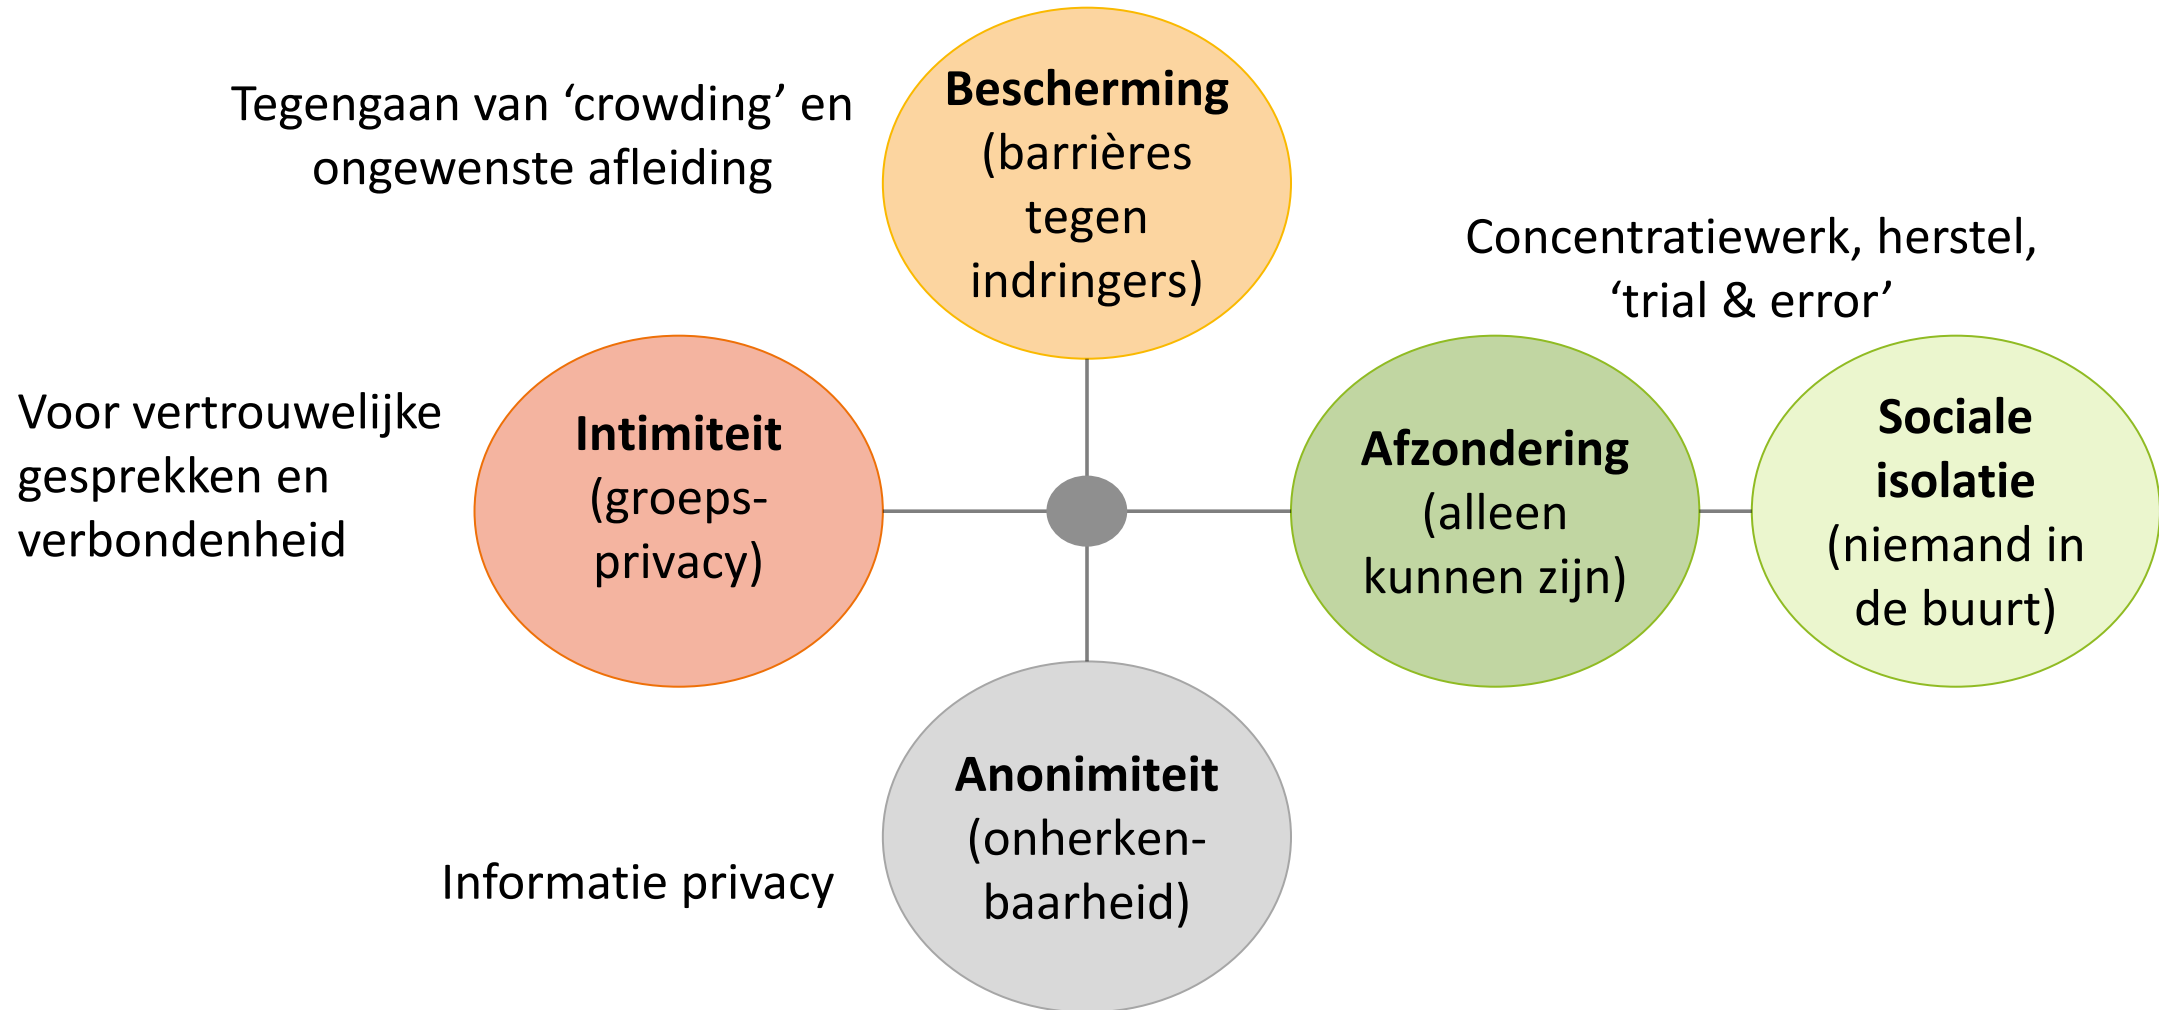 Tegengaan van ‘crowding’ en
ongewenste afleiding
Bescherming
(barrières
tegen
indringers)
Concentratiewerk, herstel,
‘trial & error’
Voor vertrouwelijke
gesprekken en
verbondenheid
Intimiteit
(groeps-
privacy)
Afzondering
(alleen
kunnen zijn)
Sociale
isolatie
(niemand in
de buurt)
Informatie privacy
Anonimiteit
(onherken-
baarheid)